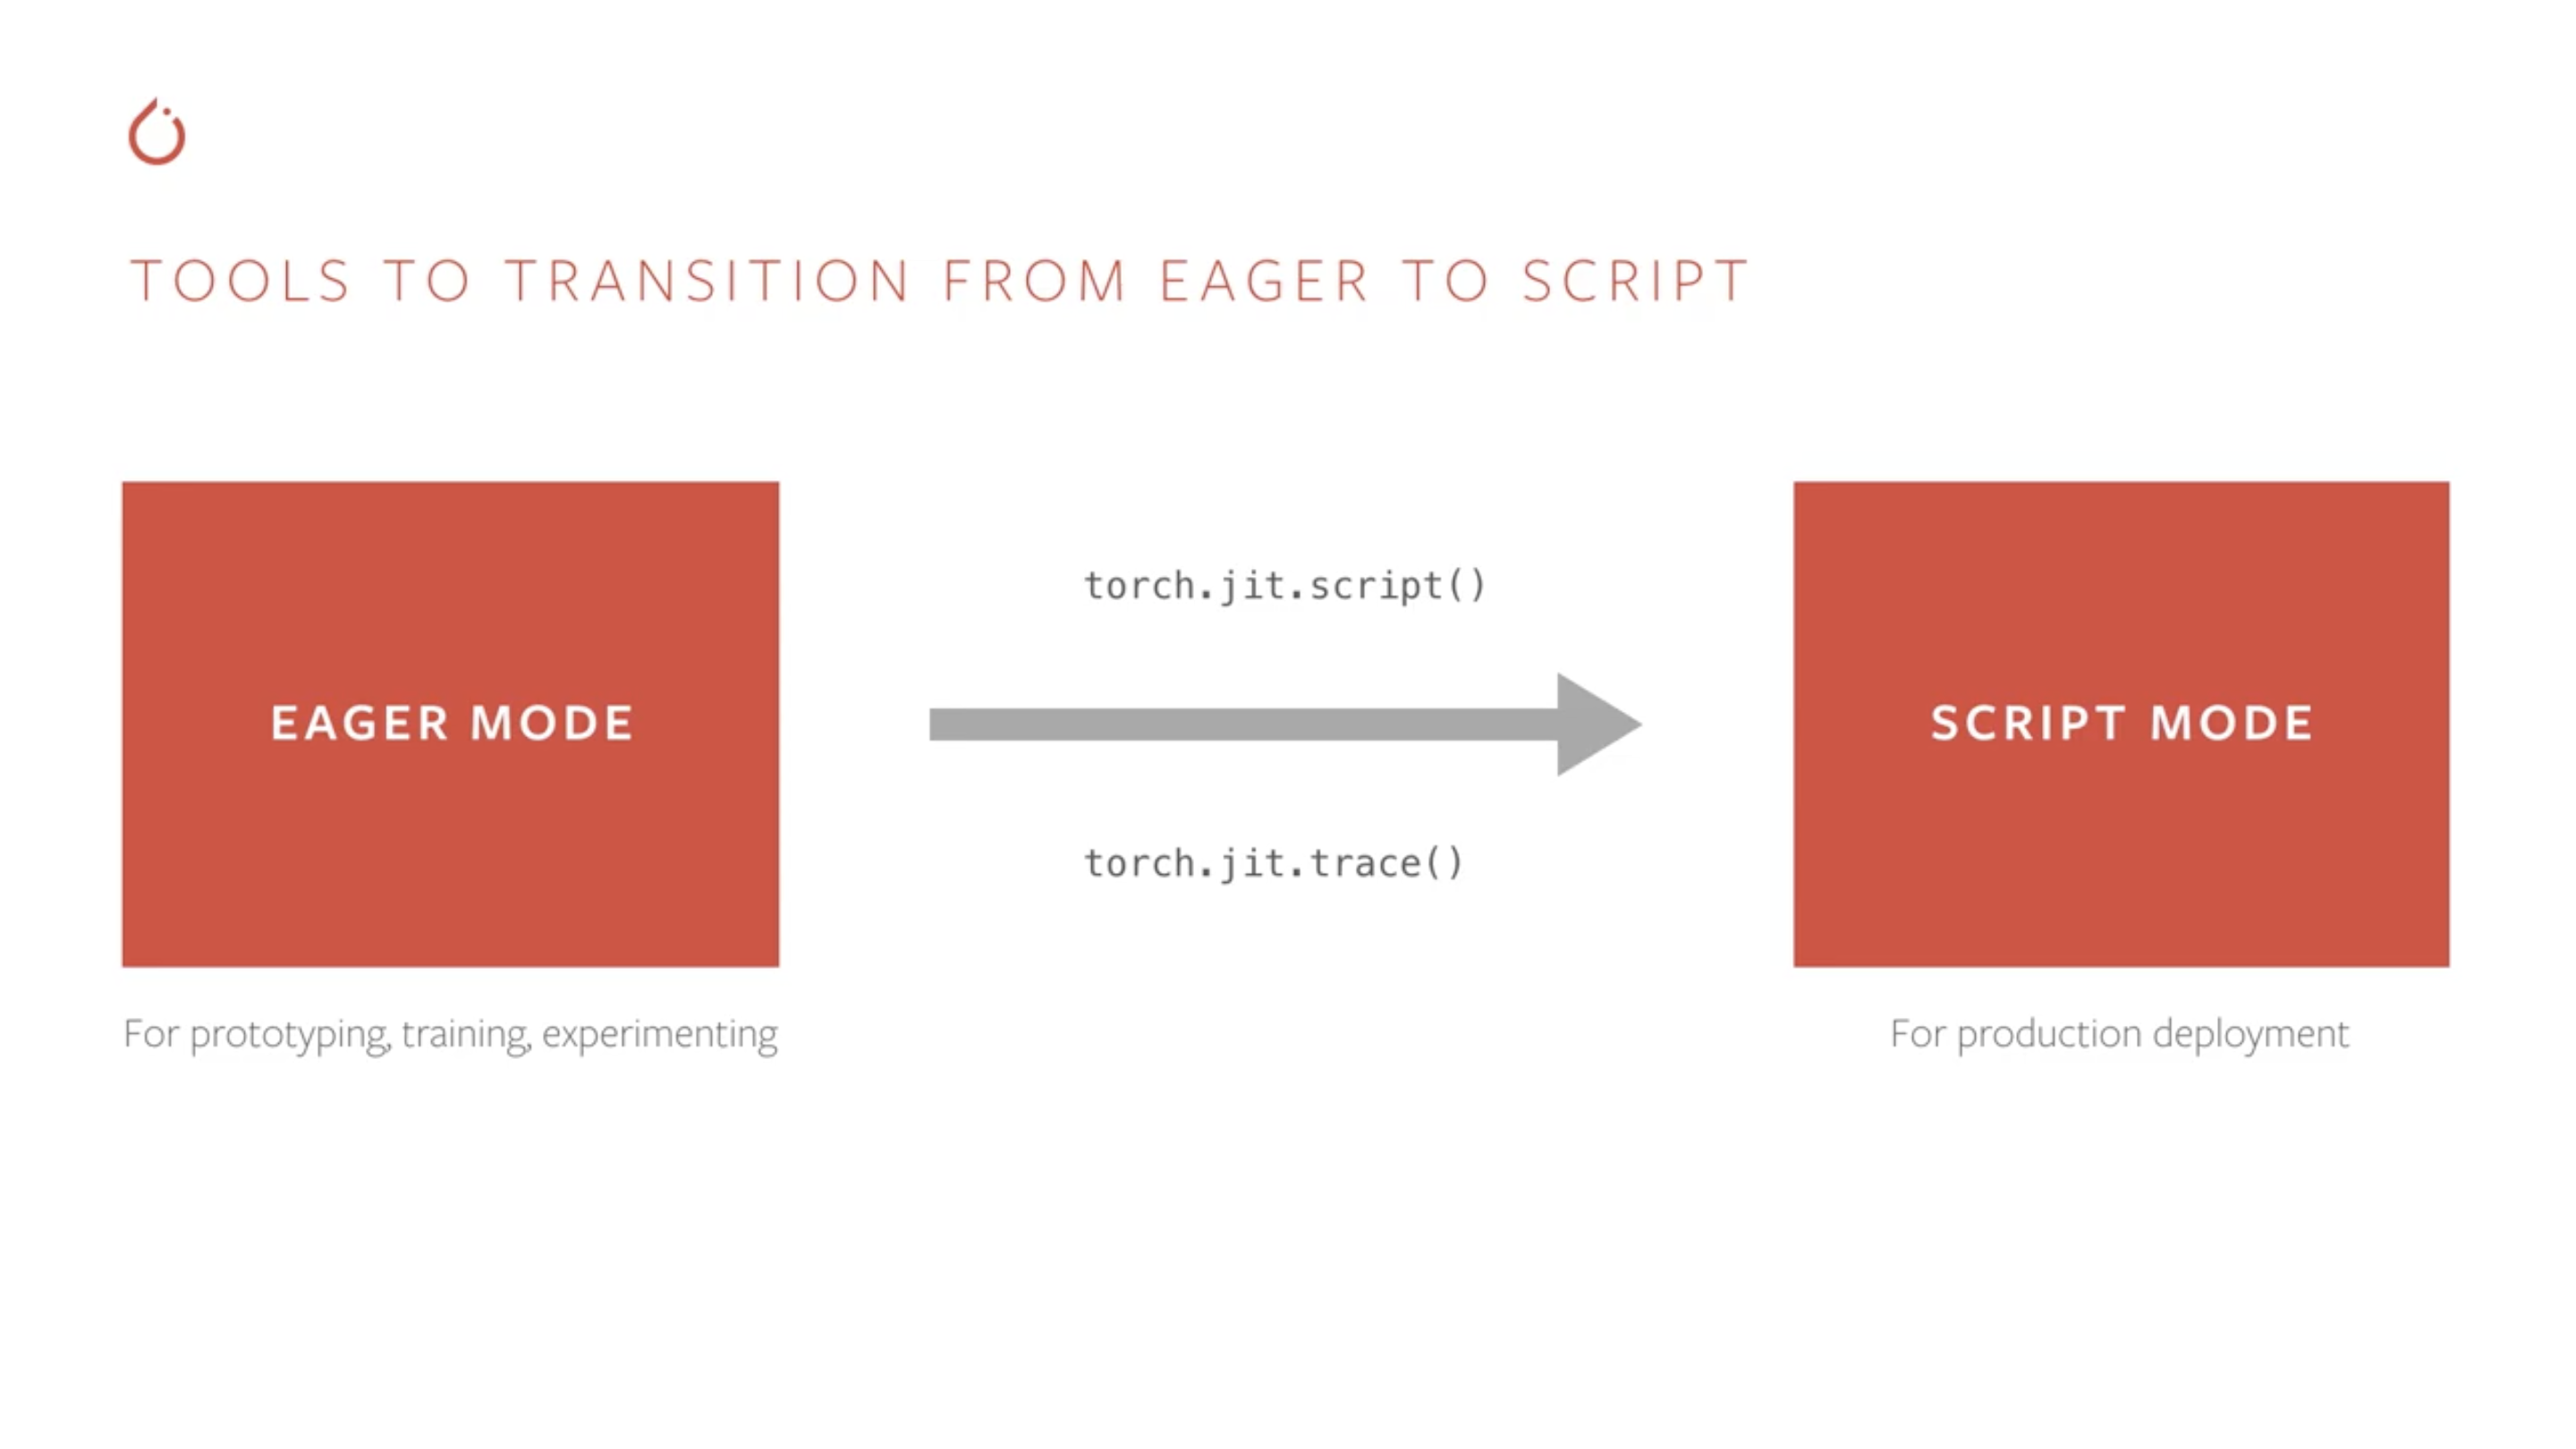 TOOLS TO TRANSITION FROM EAGER TO SCRIPT
torch.jit.script()
EAGER MODE
SCRIPT MODE
torch.jit.trace()
For prototyping, training, experimenting
For production deployment